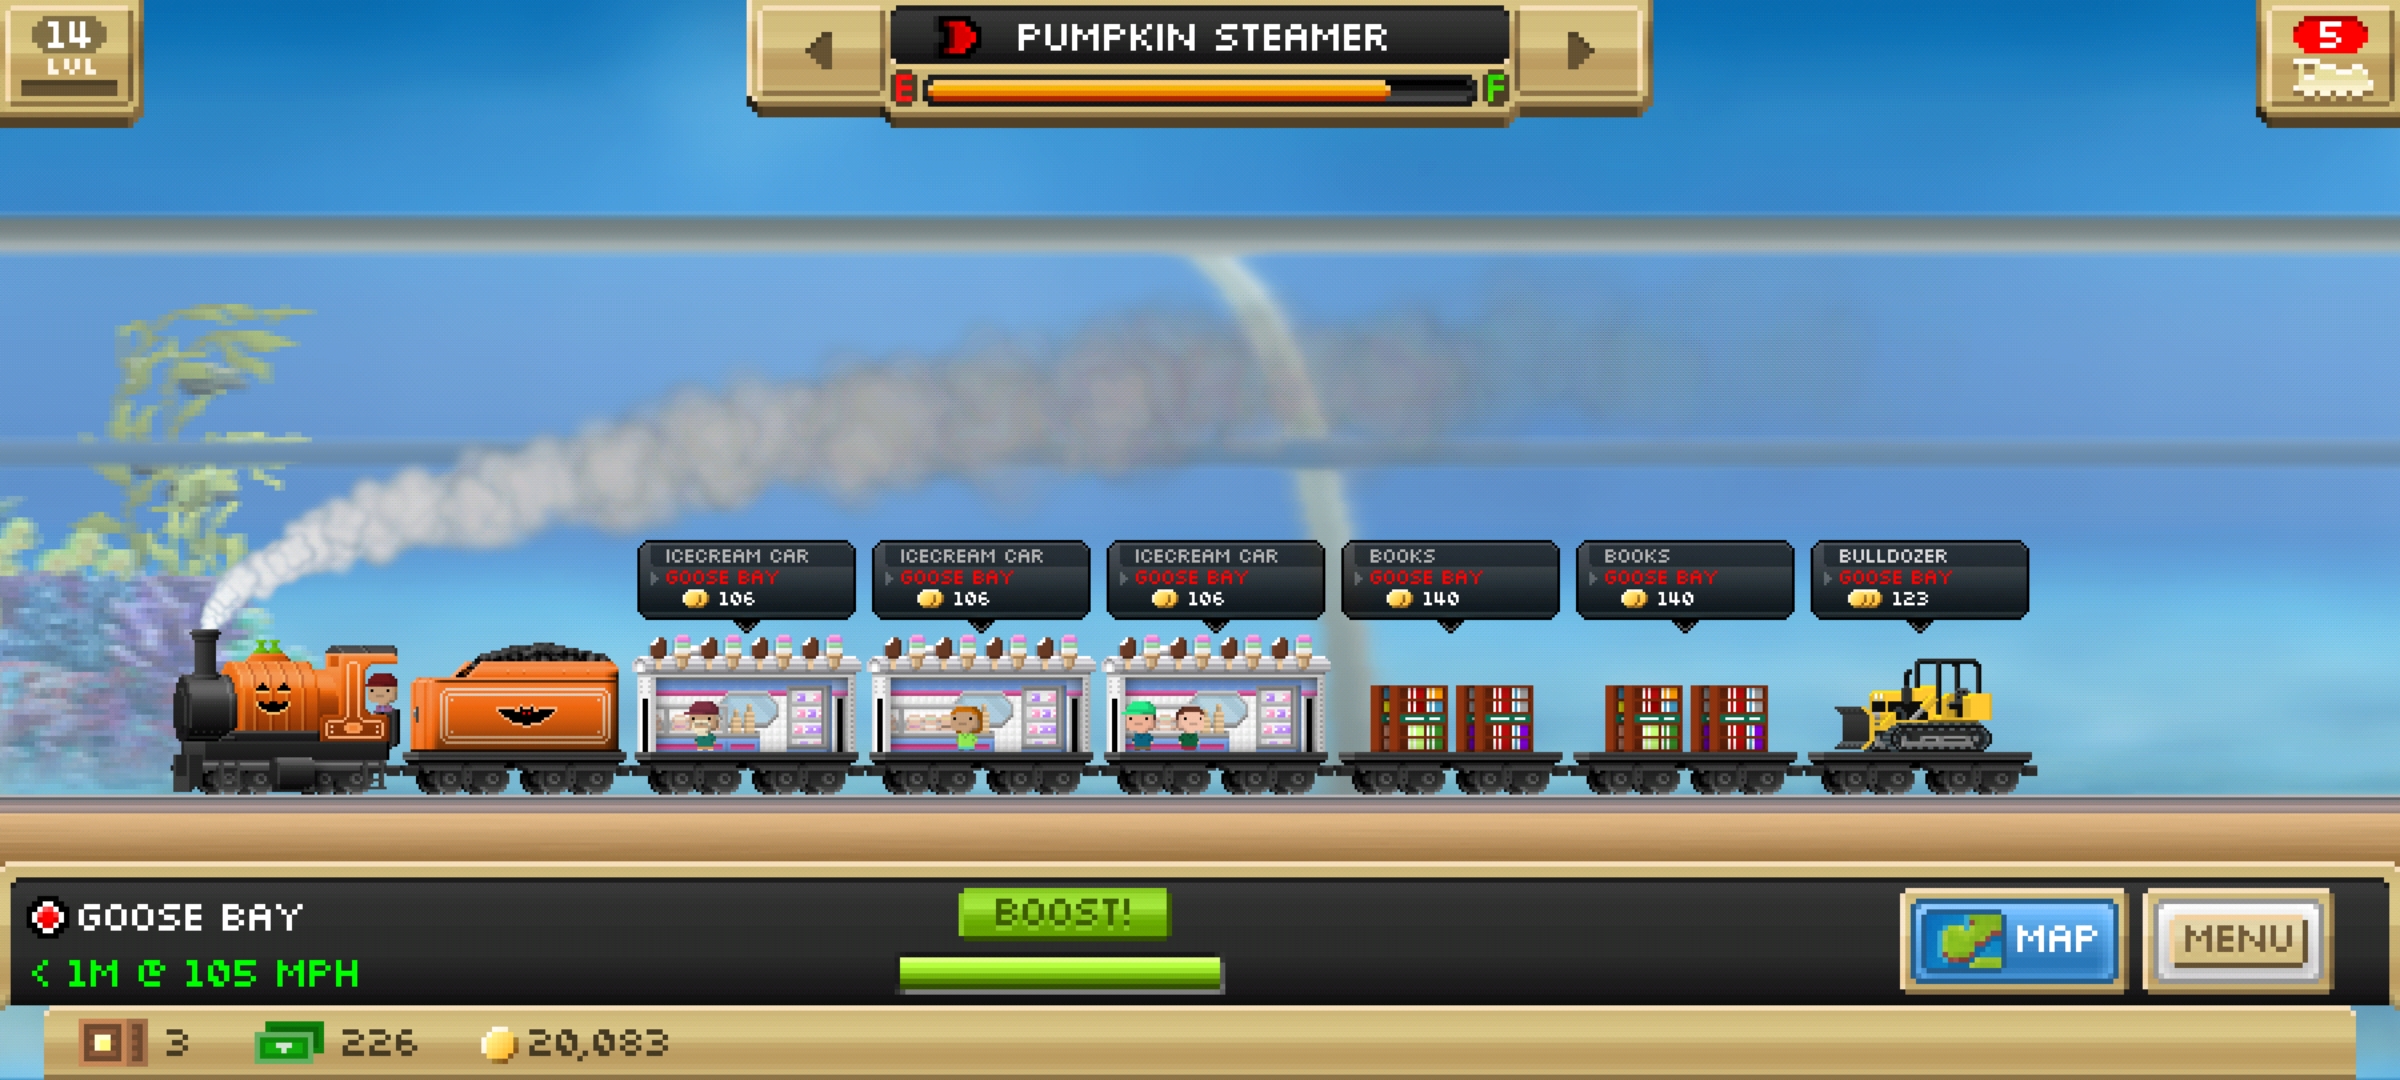 14
LVL
PUMPKIN STEAMER
E F
5
ICECREAM CAR
GOOSE BAY
106
ICECREAM CAR
GOOSE BAY
106
ICECREAM CAR
GOOSE BAY
106
BOOKS
GOOSE BAY
140
BOOKS
GOOSE BAY
140
BULLDOZER
GOOSE BAY
123
GOOSE BAY
< 1M @ 105 MPH
BOOST!
MAP
MENU
3 226 20,083